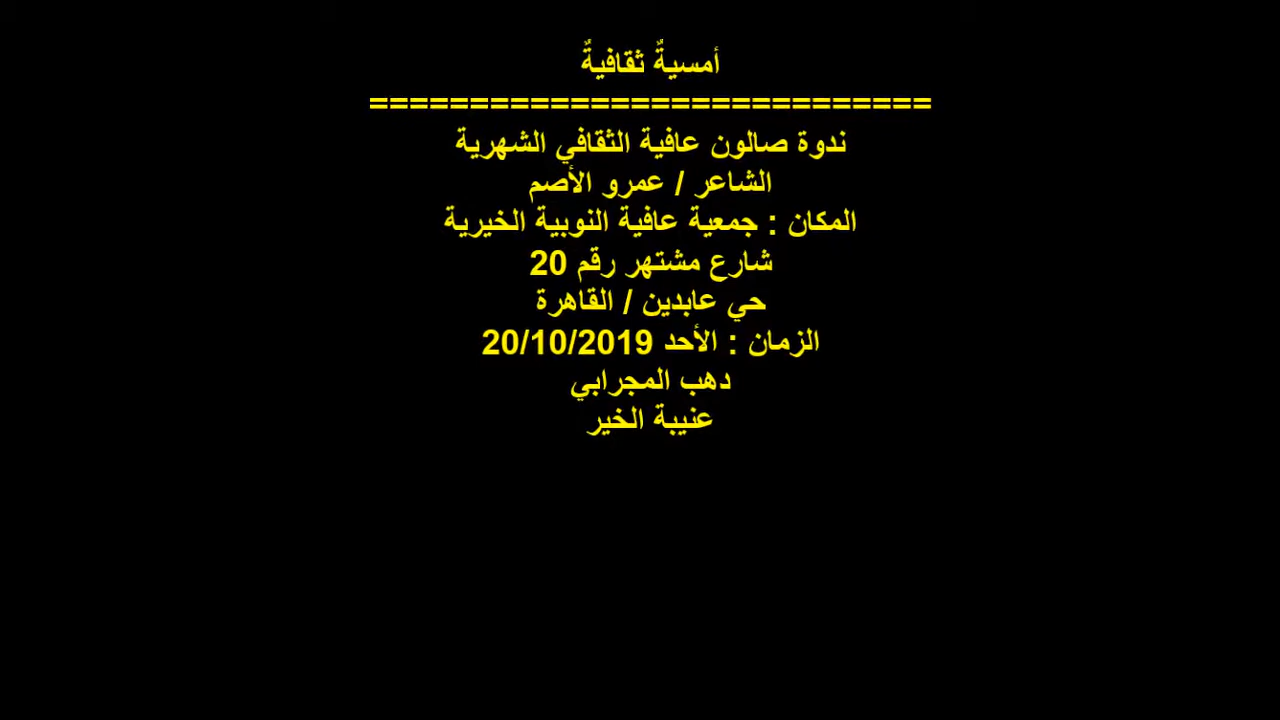 أمسيةٌ ثقافيةٌ
============================
ندوة صالون عافية الثقافي الشهرية
الشاعر / عمرو الأصم
المكان : جمعية عافية النوبية الخيرية
شارع مشتهر رقم 20
حي عابدين / القاهرة
الزمان : الأحد 20/10/2019
دهب المجرابي
عنيبة الخير